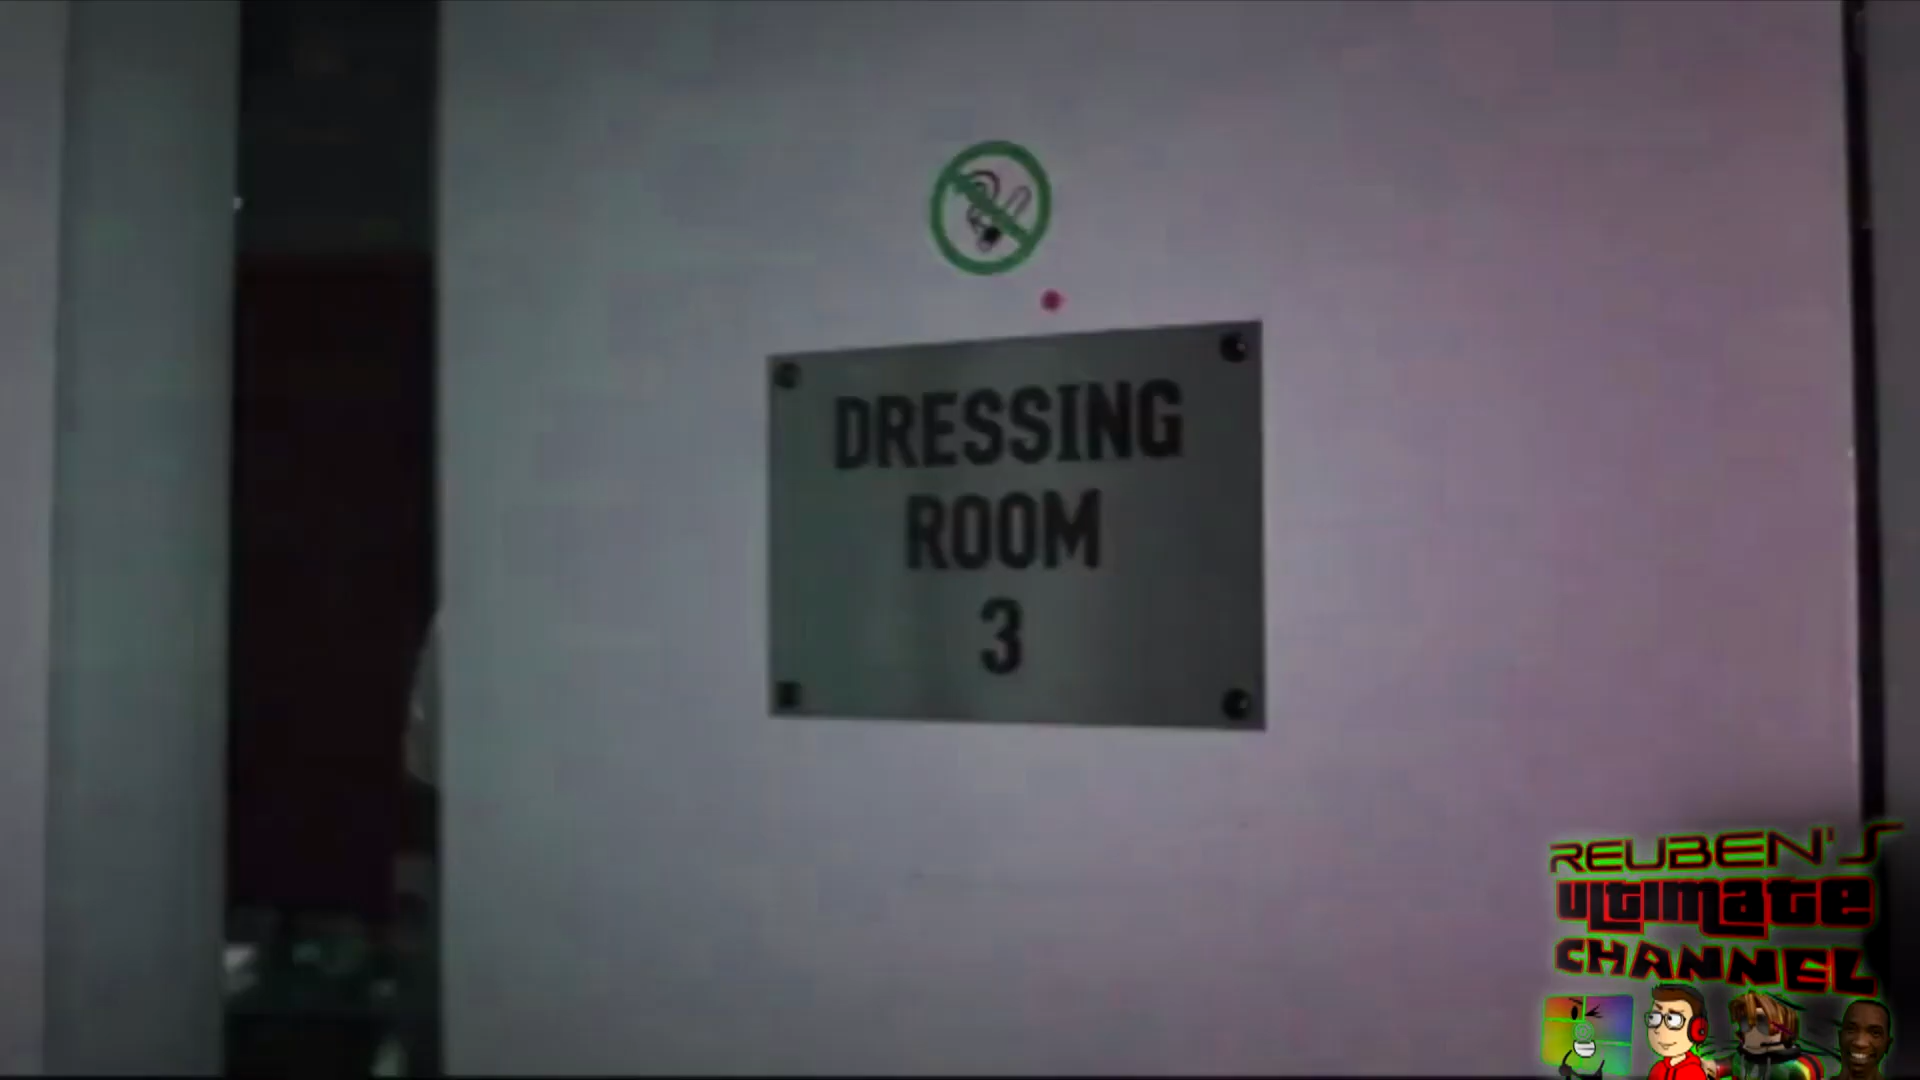 DRESSING
ROOM
3
REUBEN'S
ULTIMATE
CHANNEL